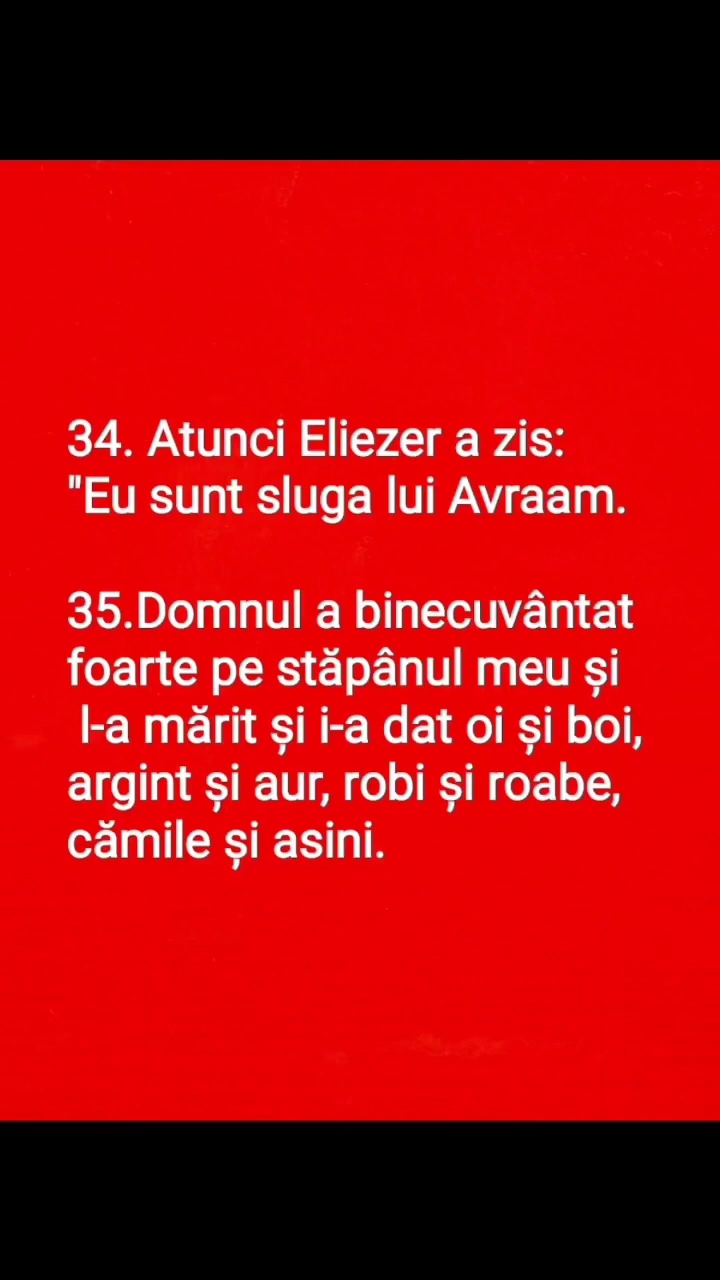 34. Atunci Eliezer a zis:
"Eu sunt sluga lui Avraam.
35.Domnul a binecuvântat
foarte pe stăpânul meu și
l-a mărit și i-a dat oi și boi,
argint și aur, robi și roabe,
cămile și asini.